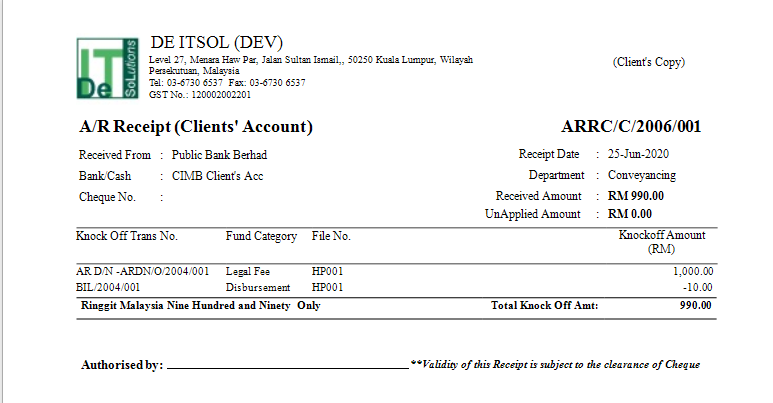 IT
De
SoLutions
DE ITSOL (DEV)
Level 27, Menara Haw Par, Jalan Sultan Ismail,, 50250 Kuala Lumpur, Wilayah
Persekutuan, Malaysia
Tel: 03-6730 6537 Fax: 03-6730 6537
GST No.: 120002002201
(Client's Copy)
A/R Receipt (Clients' Account) ARRC/C/2006/001
Received From : Public Bank Berhad Receipt Date : 25-Jun-2020
Bank/Cash : CIMB Client's Acc Department : Conveyancing
Cheque No. : Received Amount : RM 990.00
UnApplied Amount : RM 0.00
Knock Off Trans No. Fund Category File No. Knockoff Amount
(RM)
AR D/N -ARDN/O/2004/001 Legal Fee HP001 1,000.00
BIL/2004/001 Disbursement HP001 -10.00
Ringgit Malaysia Nine Hundred and Ninety Only Total Knock Off Amt: 990.00
Authorised by: **Validity of this Receipt is subject to the clearance of Cheque